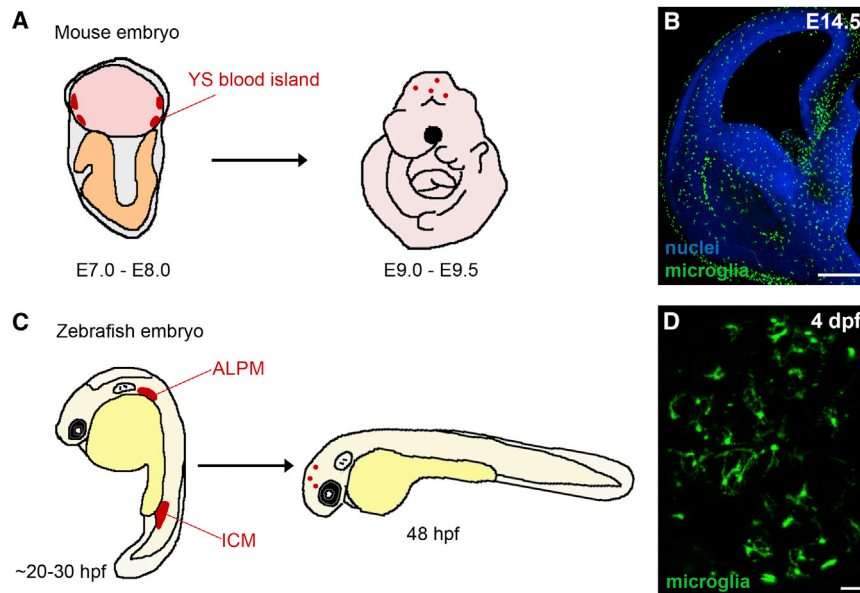 A
Mouse embryo
YS blood island
E7.0 - E8.0
E9.0 - E9.5
B
E14.5
nuclei
microglia
C
Zebrafish embryo
ALPM
ICM
~20-30 hpf
48 hpf
D
4 dpf
microglia